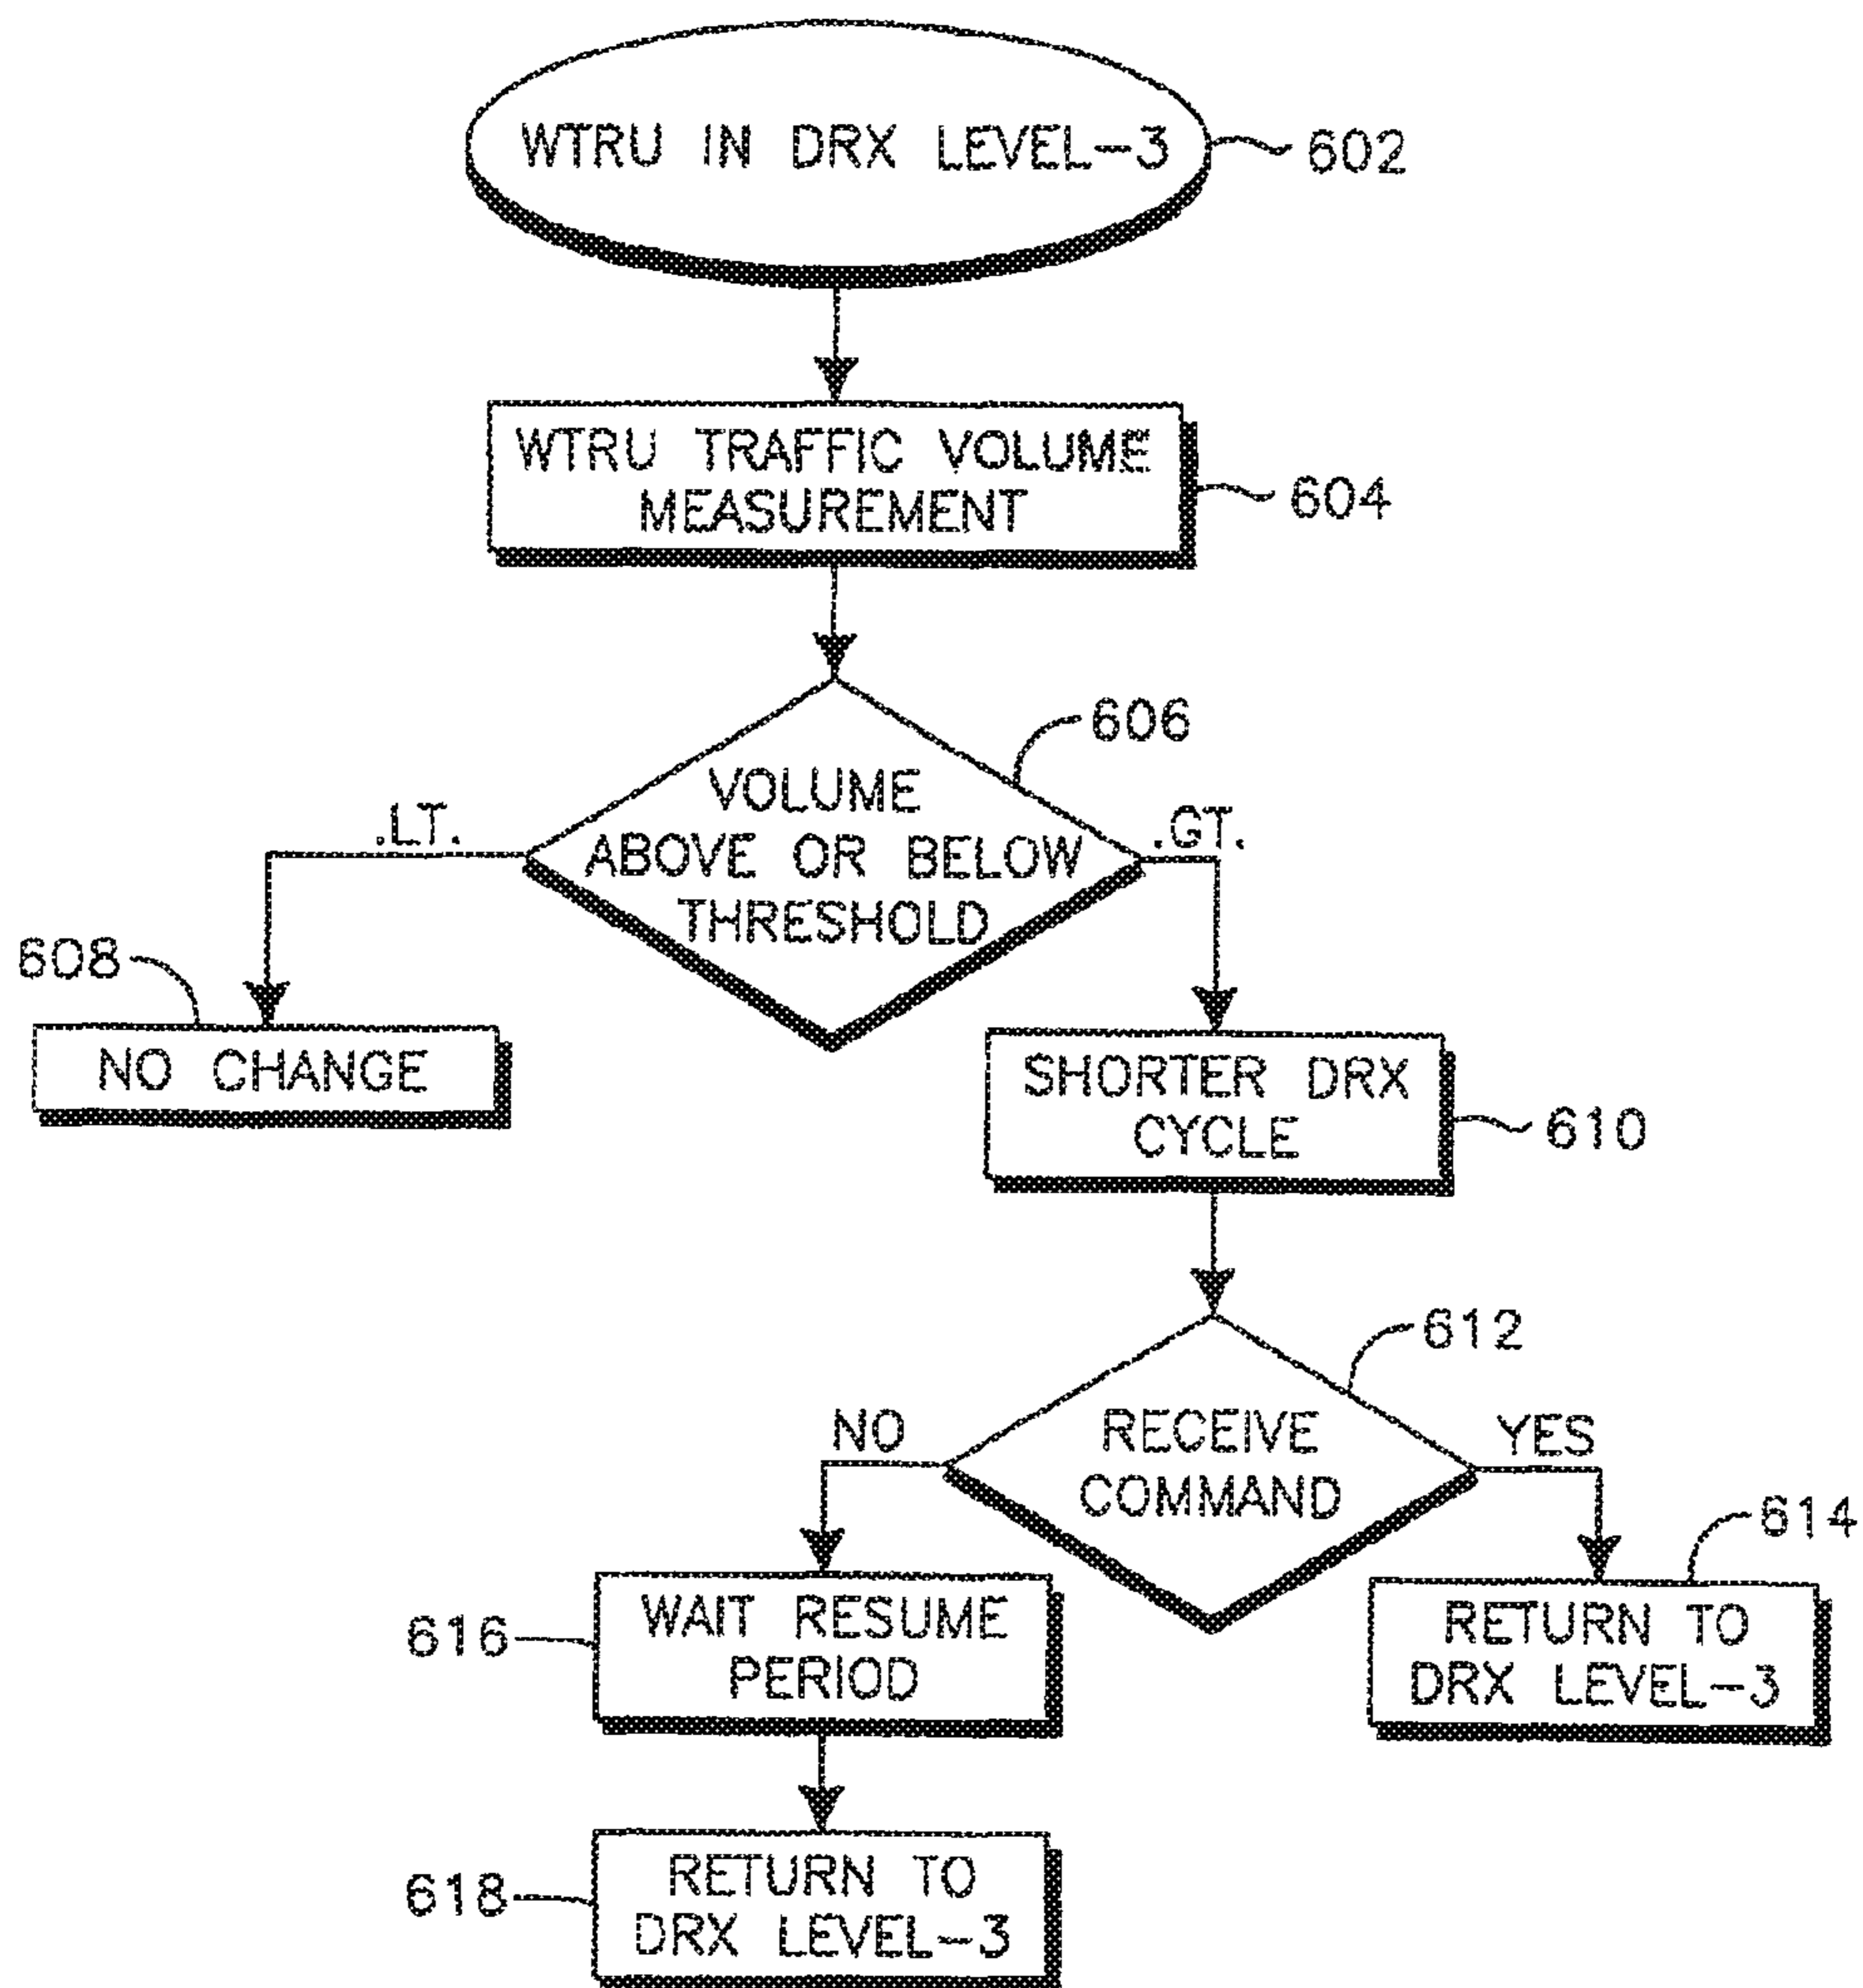 WTRU IN DRX LEVEL-3
602
WTRU TRAFFIC VOLUME
MEASUREMENT
604
606
VOLUME
ABOVE OR BELOW
THRESHOLD
.LT.
.GT.
608
NO CHANGE
SHORTER DRX
CYCLE
610
612
RECEIVE
COMMAND
NO
YES
614
616
WAIT RESUME
PERIOD
RETURN TO
DRX LEVEL-3
618
RETURN TO
DRX LEVEL-3